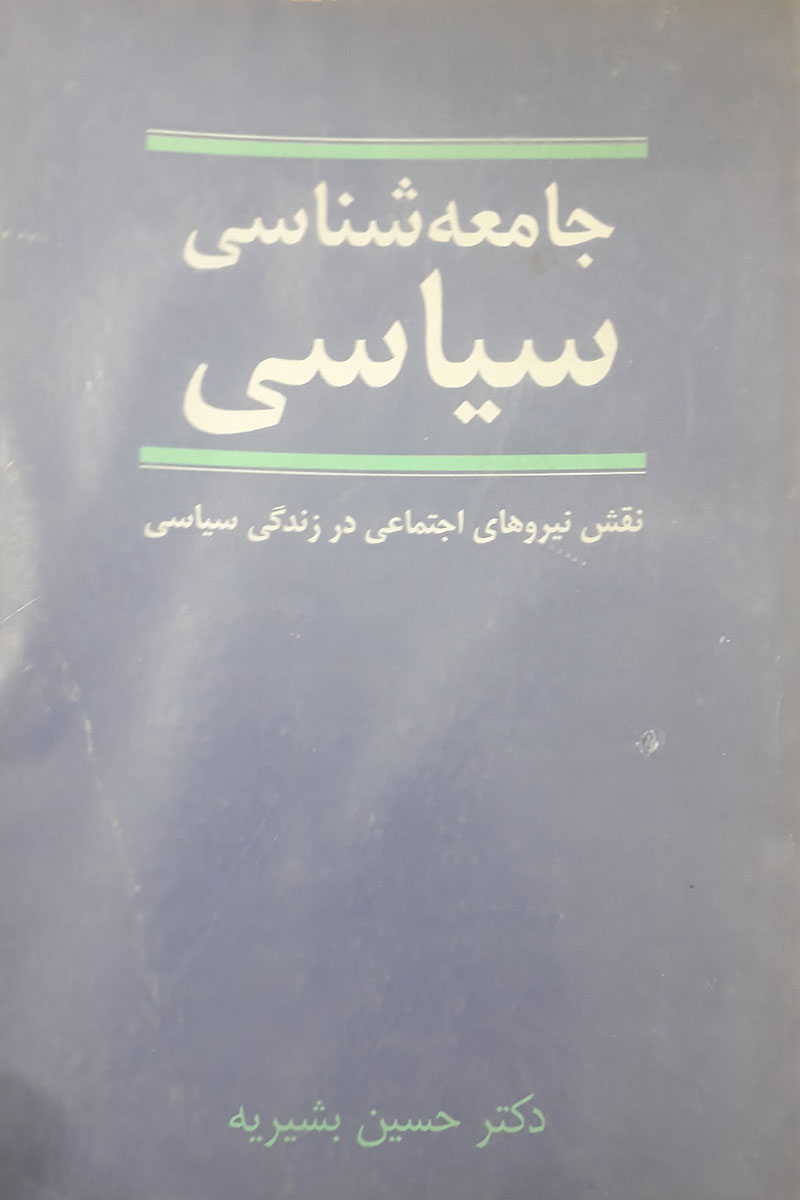 جامعه‌شناسی
سیاسی
نقش نیروهای اجتماعی در زندگی سیاسی
دکتر حسین بشیریه